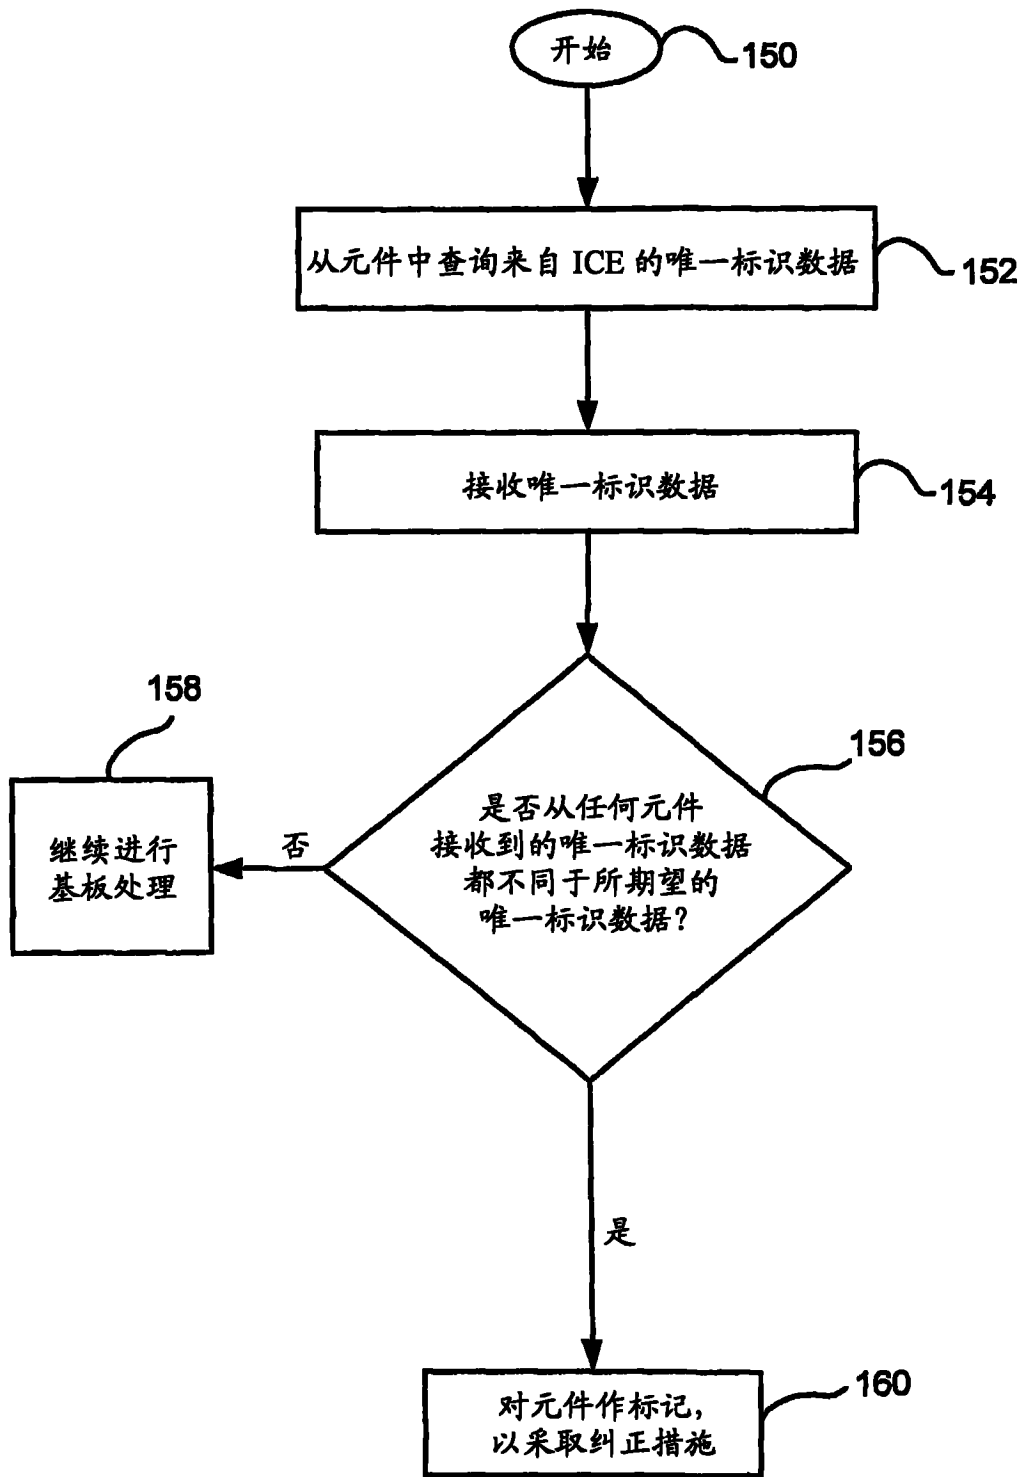 开始
150
从元件中查询来自 ICE 的唯一标识数据
152
接收唯一标识数据
154
158
156
是否从任何元件
接收到的唯一标识数据
都不同于所期望的
唯一标识数据?
否
继续进行
基板处理
是
160
对元件作标记,
以采取纠正措施